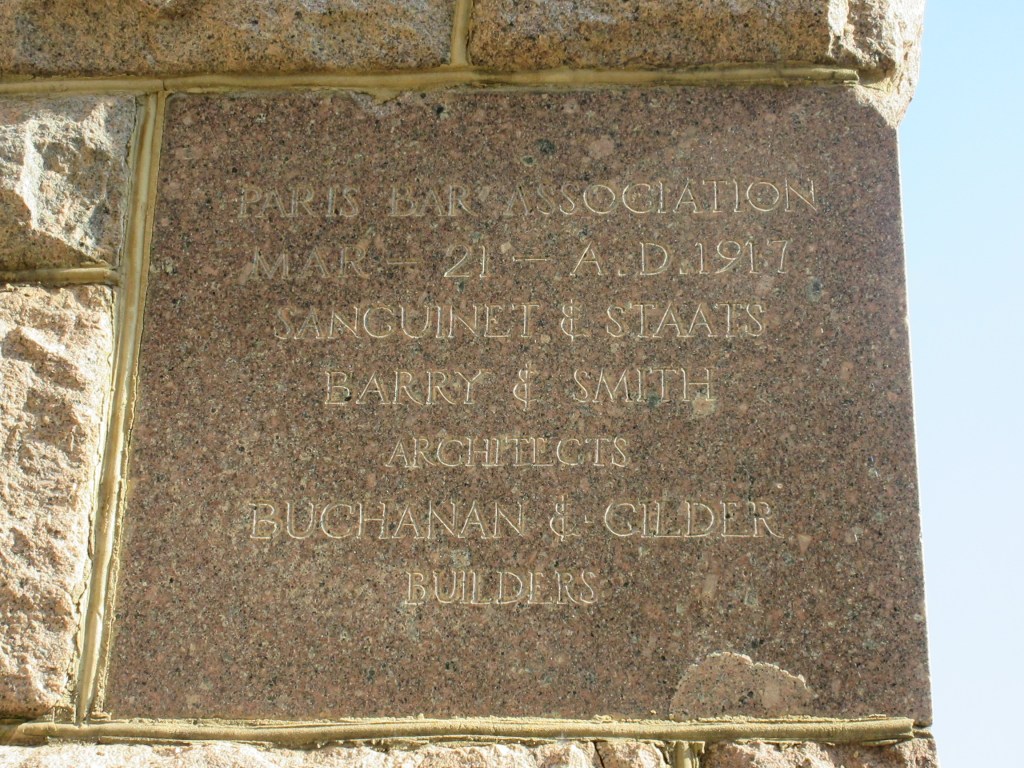 PARIS BAR ASSOCIATION
MAR - 21 - A.D.1917
SANGUINET & STAATS
BARRY & SMITH
ARCHITECTS
BUCHANAN & GILDER
BUILDERS